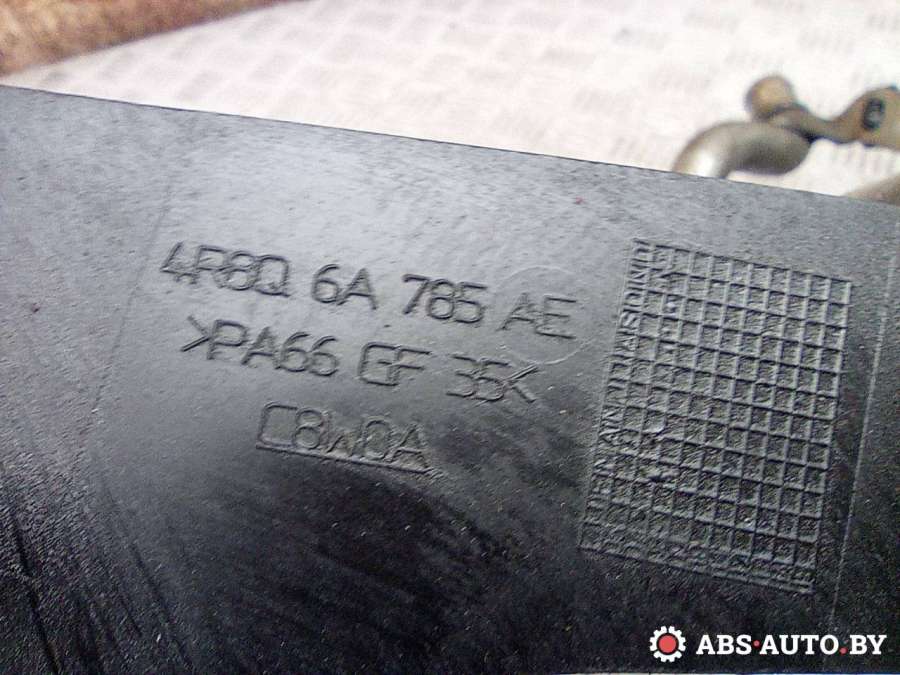 4R8Q 6A 785 AE
>PA66 GF 35<
C8W0A
ABS-AUTO.BY